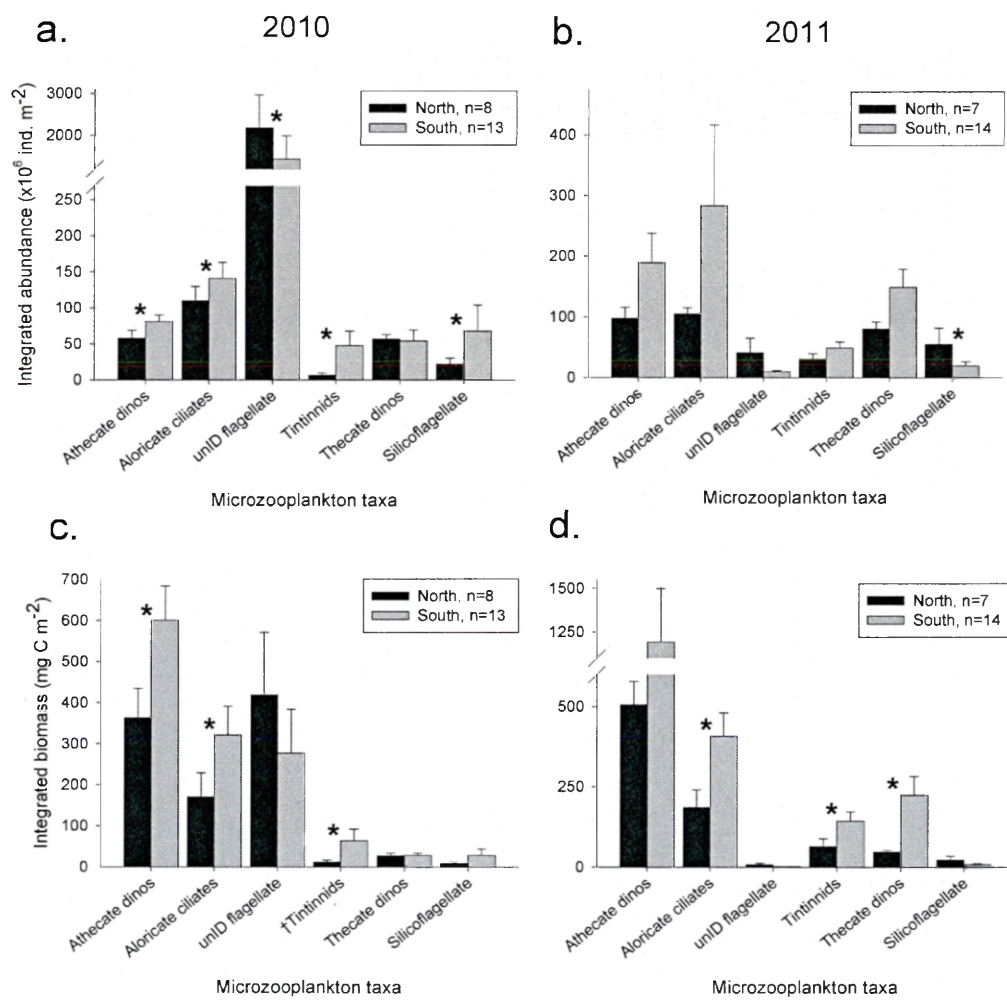 a.
2010
Integrated abundance (x10⁶ ind. m⁻²)
3000
2000
250
200
150
100
50
0
North, n=8
South, n=13
*
*
*
*
*
Athecate dinos
Aloricate ciliates
unID flagellate
Tintinnids
Thecate dinos
Silicoflagellate
Microzooplankton taxa
b.
2011
400
300
200
100
0
North, n=7
South, n=14
*
Athecate dinos
Aloricate ciliates
unID flagellate
Tintinnids
Thecate dinos
Silicoflagellate
Microzooplankton taxa
c.
Integrated biomass (mg C m⁻²)
700
600
500
400
300
200
100
0
North, n=8
South, n=13
*
*
*
Athecate dinos
Aloricate ciliates
unID flagellate
†Tintinnids
Thecate dinos
Silicoflagellate
Microzooplankton taxa
d.
1500
1250
500
250
0
North, n=7
South, n=14
*
*
*
Athecate dinos
Aloricate ciliates
unID flagellate
Tintinnids
Thecate dinos
Silicoflagellate
Microzooplankton taxa